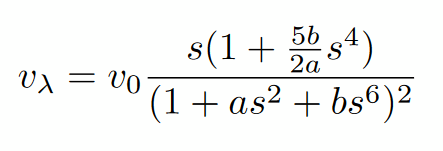 v_λ = v_0 \frac{s(1 + \frac{5b}{2a} s^4)}{(1 + as^2 + bs^6)^2}